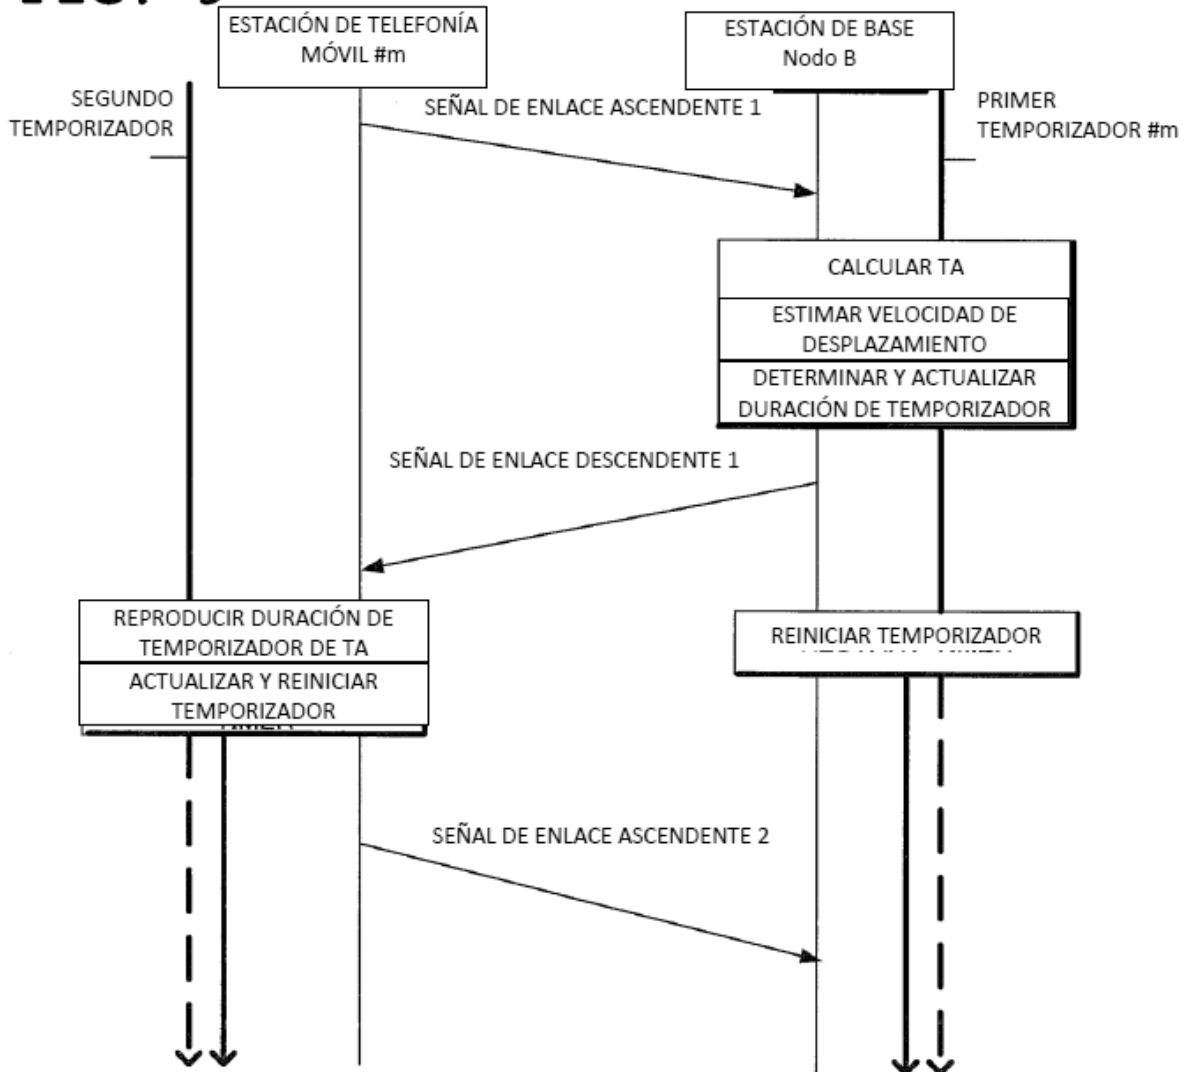 ESTACIÓN DE TELEFONÍA
MÓVIL #m
ESTACIÓN DE BASE
Nodo B
SEGUNDO
TEMPORIZADOR
SEÑAL DE ENLACE ASCENDENTE 1
PRIMER
TEMPORIZADOR #m
CALCULAR TA
ESTIMAR VELOCIDAD DE
DESPLAZAMIENTO
DETERMINAR Y ACTUALIZAR
DURACIÓN DE TEMPORIZADOR
SEÑAL DE ENLACE DESCENDENTE 1
REPRODUCIR DURACIÓN DE
TEMPORIZADOR DE TA
ACTUALIZAR Y REINICIAR
TEMPORIZADOR
REINICIAR TEMPORIZADOR
SEÑAL DE ENLACE ASCENDENTE 2